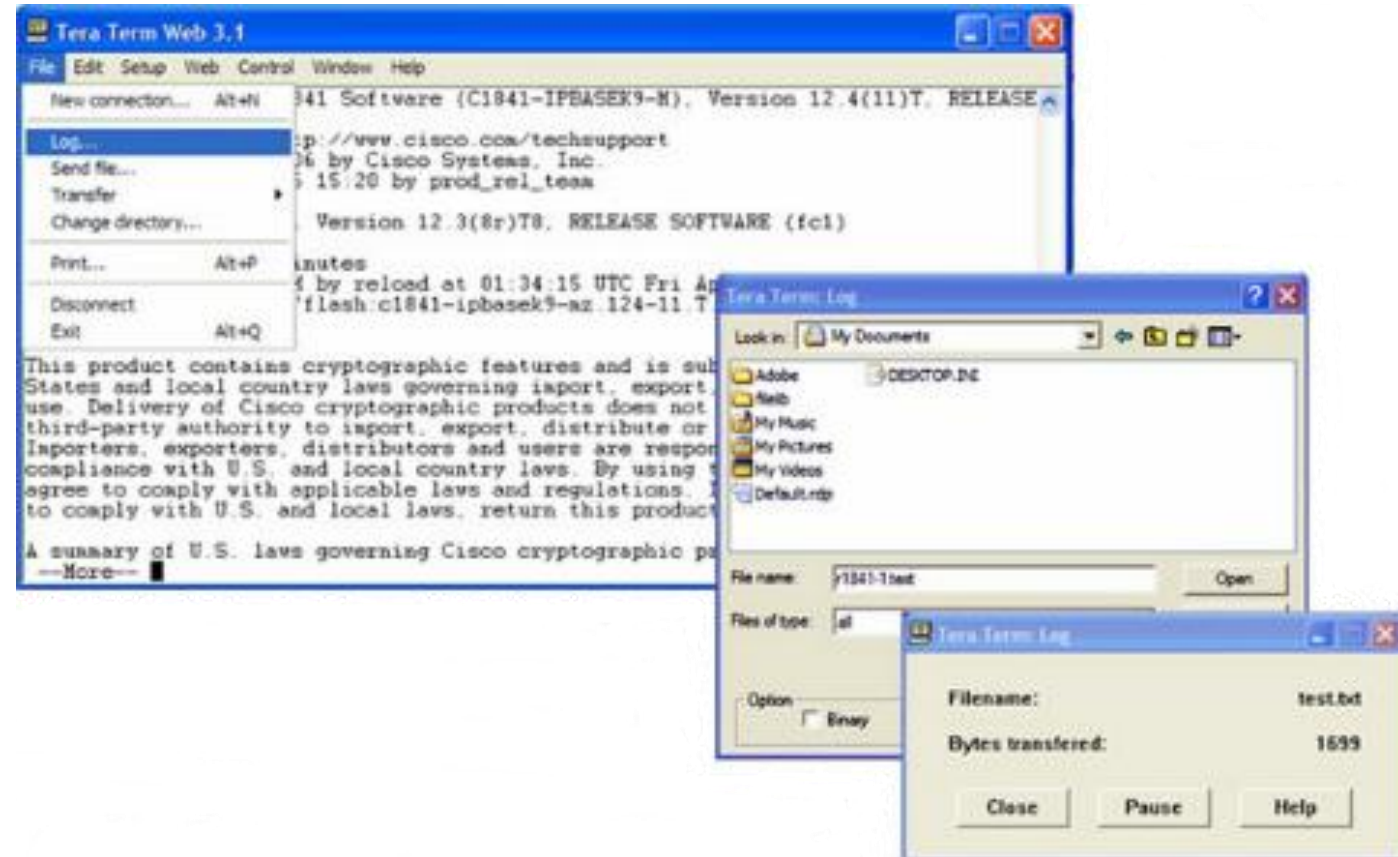 Tera Term Web 3.1
File Edit Setup Web Control Window Help
New connection... Alt+N
Log...
Send file...
Transfer
Change directory...
Print... Alt+P
Disconnect
Exit Alt+Q
841 Software (C1841-IPBASEK9-M), Version 12.4(11)T, RELEASE
p://www.cisco.com/techsupport
06 by Cisco Systems, Inc.
15:20 by prod_rel_team
, Version 12.3(8r)T8, RELEASE SOFTWARE (fc1)
inutes
by reload at 01:34:15 UTC Fri Ap
flash:c1841-ipbasek9-mz.124-11.T
This product contains cryptographic features and is sub
States and local country laws governing import, export,
use. Delivery of Cisco cryptographic products does not
third-party authority to import, export, distribute or
Importers, exporters, distributors and users are respon
compliance with U.S. and local country laws. By using t
agree to comply with applicable laws and regulations. I
to comply with U.S. and local laws, return this product
A summary of U.S. laws governing Cisco cryptographic pr
--More--
Tera Term: Log
Look in: My Documents
Adobe DESKTOP.INI
filelib
My Music
My Pictures
My Videos
Default.rdp
File name: r1841-1test Open
Files of type: all
Option
Binary
Tera Term: Log
Filename: test.txt
Bytes transfered: 1699
Close Pause Help